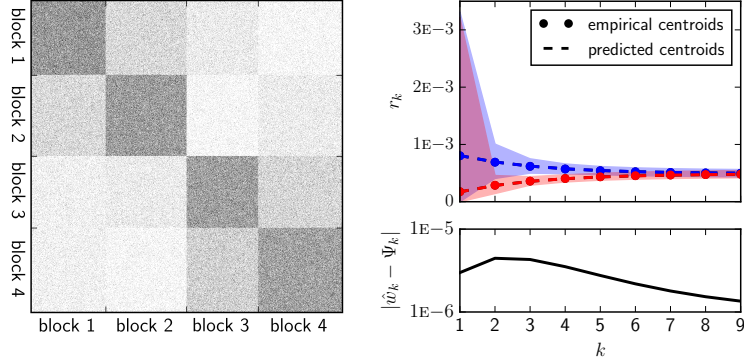 block 1
block 2
block 3
block 4
block 1
block 2
block 3
block 4
3E−3
1E−3
0
r_k
empirical centroids
predicted centroids
1E−5
1E−6
|ŵ_k − Ψ_k|
1 2 3 4 5 6 7 8 9
k